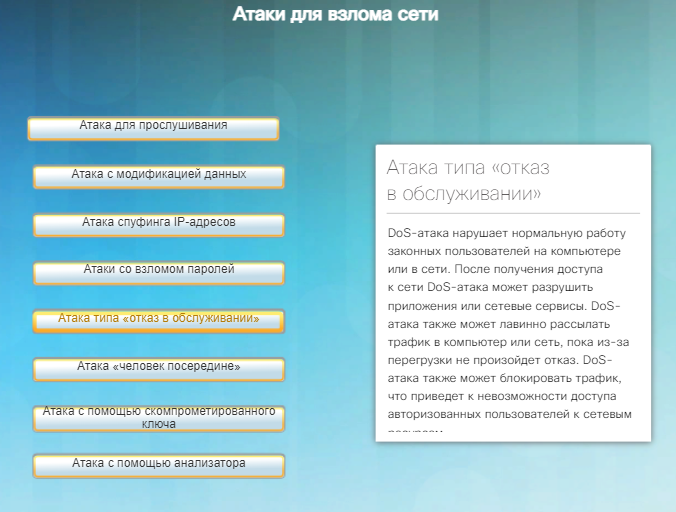 Атаки для взлома сети
Атака для прослушивания
Атака с модификацией данных
Атака спуфинга IP-адресов
Атаки со взломом паролей
Атака типа «отказ в обслуживании»
Атака «человек посередине»
Атака с помощью скомпрометированного
ключа
Атака с помощью анализатора
Атака типа «отказ
в обслуживании»
DoS-атака нарушает нормальную работу
законных пользователей на компьютере
или в сети. После получения доступа
к сети DoS-атака может разрушить
приложения или сетевые сервисы. DoS-
атака также может лавинно рассылать
трафик в компьютер или сеть, пока из-за
перегрузки не произойдет отказ. DoS-
атака также может блокировать трафик,
что приведет к невозможности доступа
авторизованных пользователей к сетевым